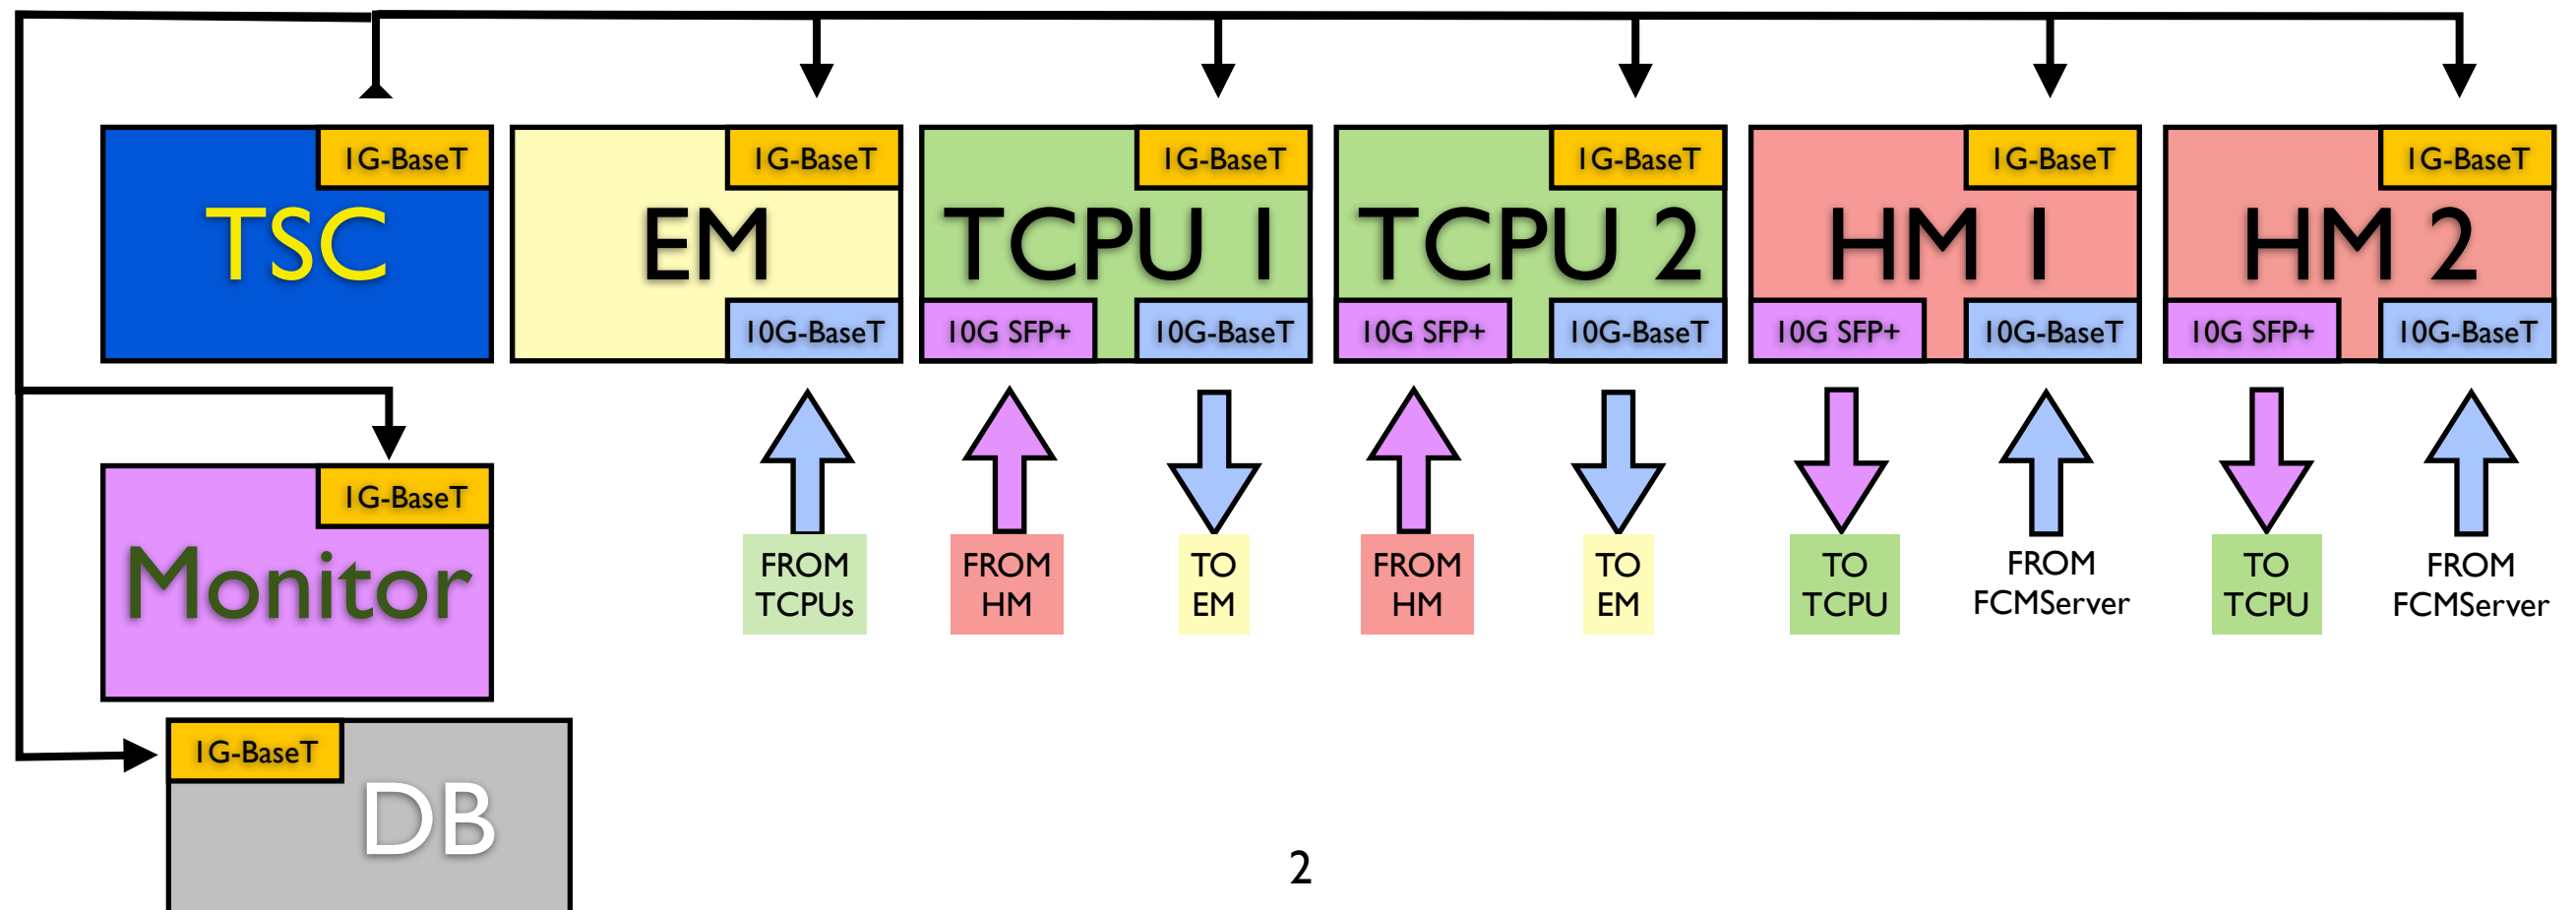 1G-BaseT
1G-BaseT
1G-BaseT
1G-BaseT
1G-BaseT
1G-BaseT
TSC
EM
TCPU 1
TCPU 2
HM 1
HM 2
10G-BaseT
10G SFP+
10G-BaseT
10G SFP+
10G-BaseT
10G SFP+
10G-BaseT
10G SFP+
10G-BaseT
1G-BaseT
Monitor
FROM
TCPUs
FROM
HM
TO
EM
FROM
HM
TO
EM
TO
TCPU
FROM
FCMServer
TO
TCPU
FROM
FCMServer
1G-BaseT
DB
2